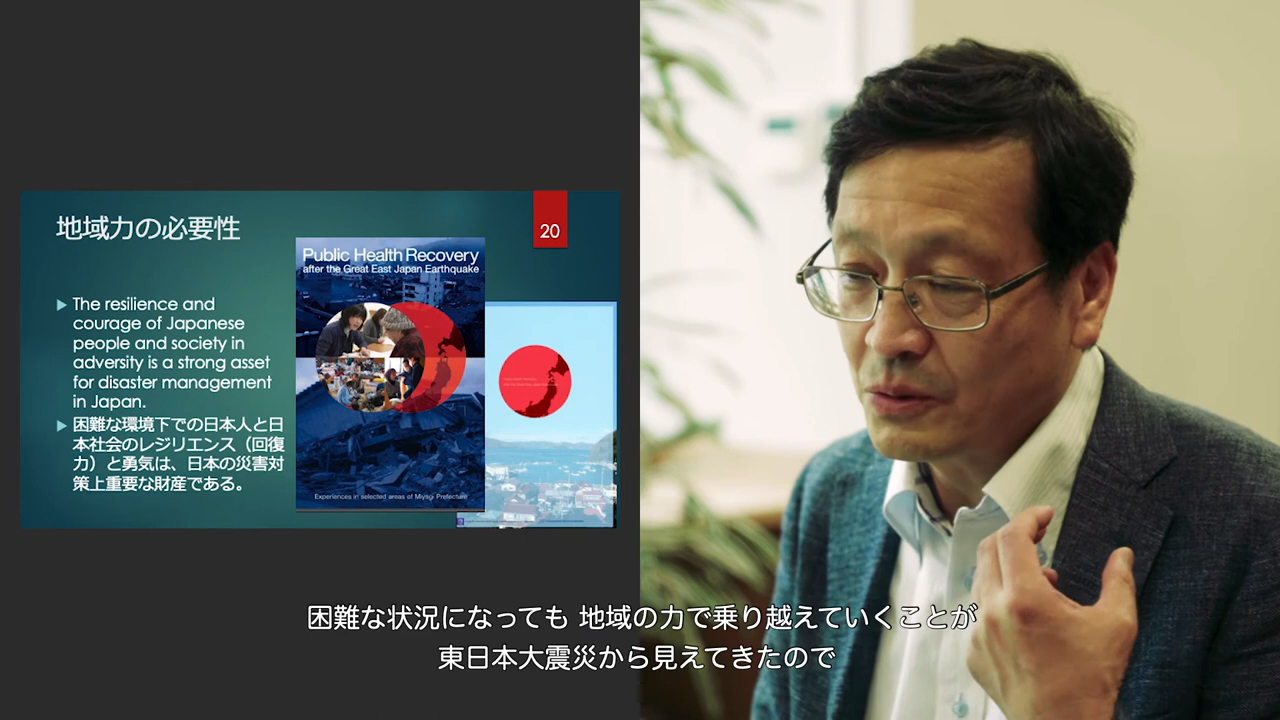 地域力の必要性
20
The resilience and
courage of Japanese
people and society in
adversity is a strong asset
for disaster management
in Japan.
困難な環境下での日本人と日
本社会のレジリエンス（回復
力）と勇気は、日本の災害対
策上重要な財産である。
Public Health Recovery
after the Great East Japan Earthquake
Experiences in selected areas of Miyagi Prefecture
困難な状況になっても 地域の力で乗り越えていくことが
東日本大震災から見えてきたので